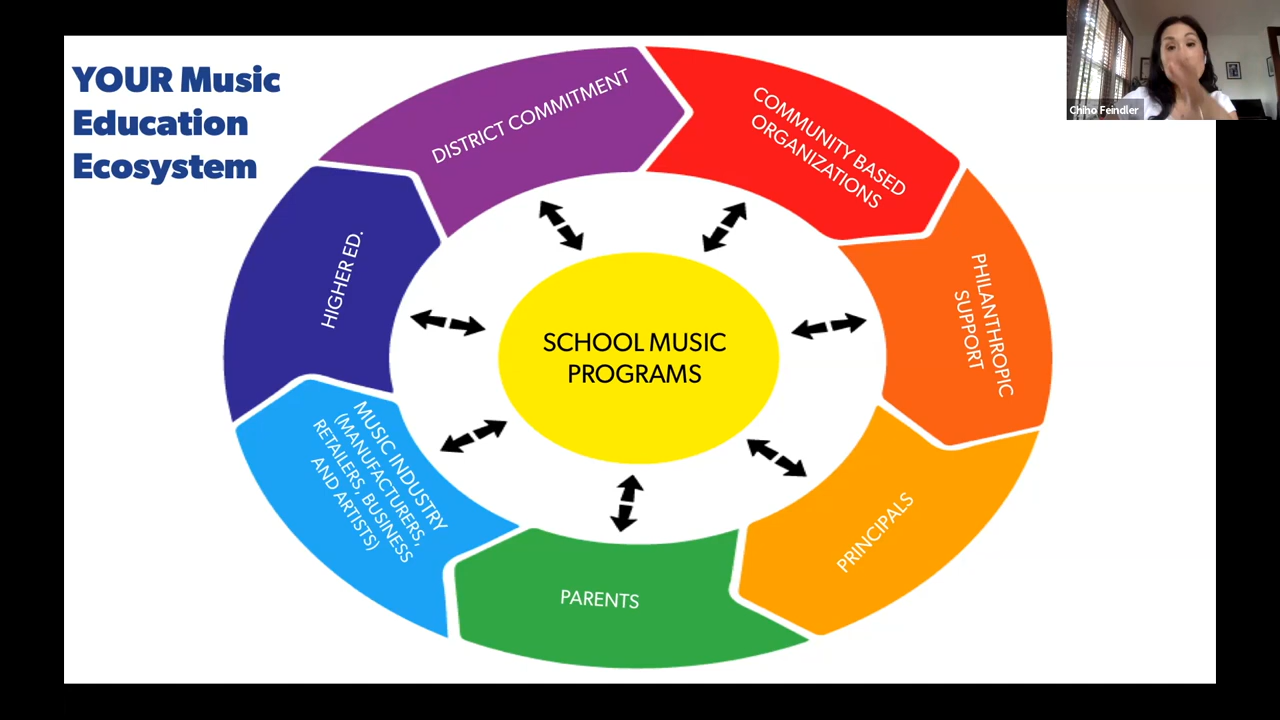 YOUR Music
Education
Ecosystem
DISTRICT COMMITMENT
COMMUNITY BASED
ORGANIZATIONS
PHILANTHROPIC
SUPPORT
PRINCIPALS
PARENTS
MUSIC INDUSTRY
(MANUFACTURERS,
RETAILERS, BUSINESS
AND ARTISTS)
HIGHER ED.
SCHOOL MUSIC
PROGRAMS
Chiho Feindler